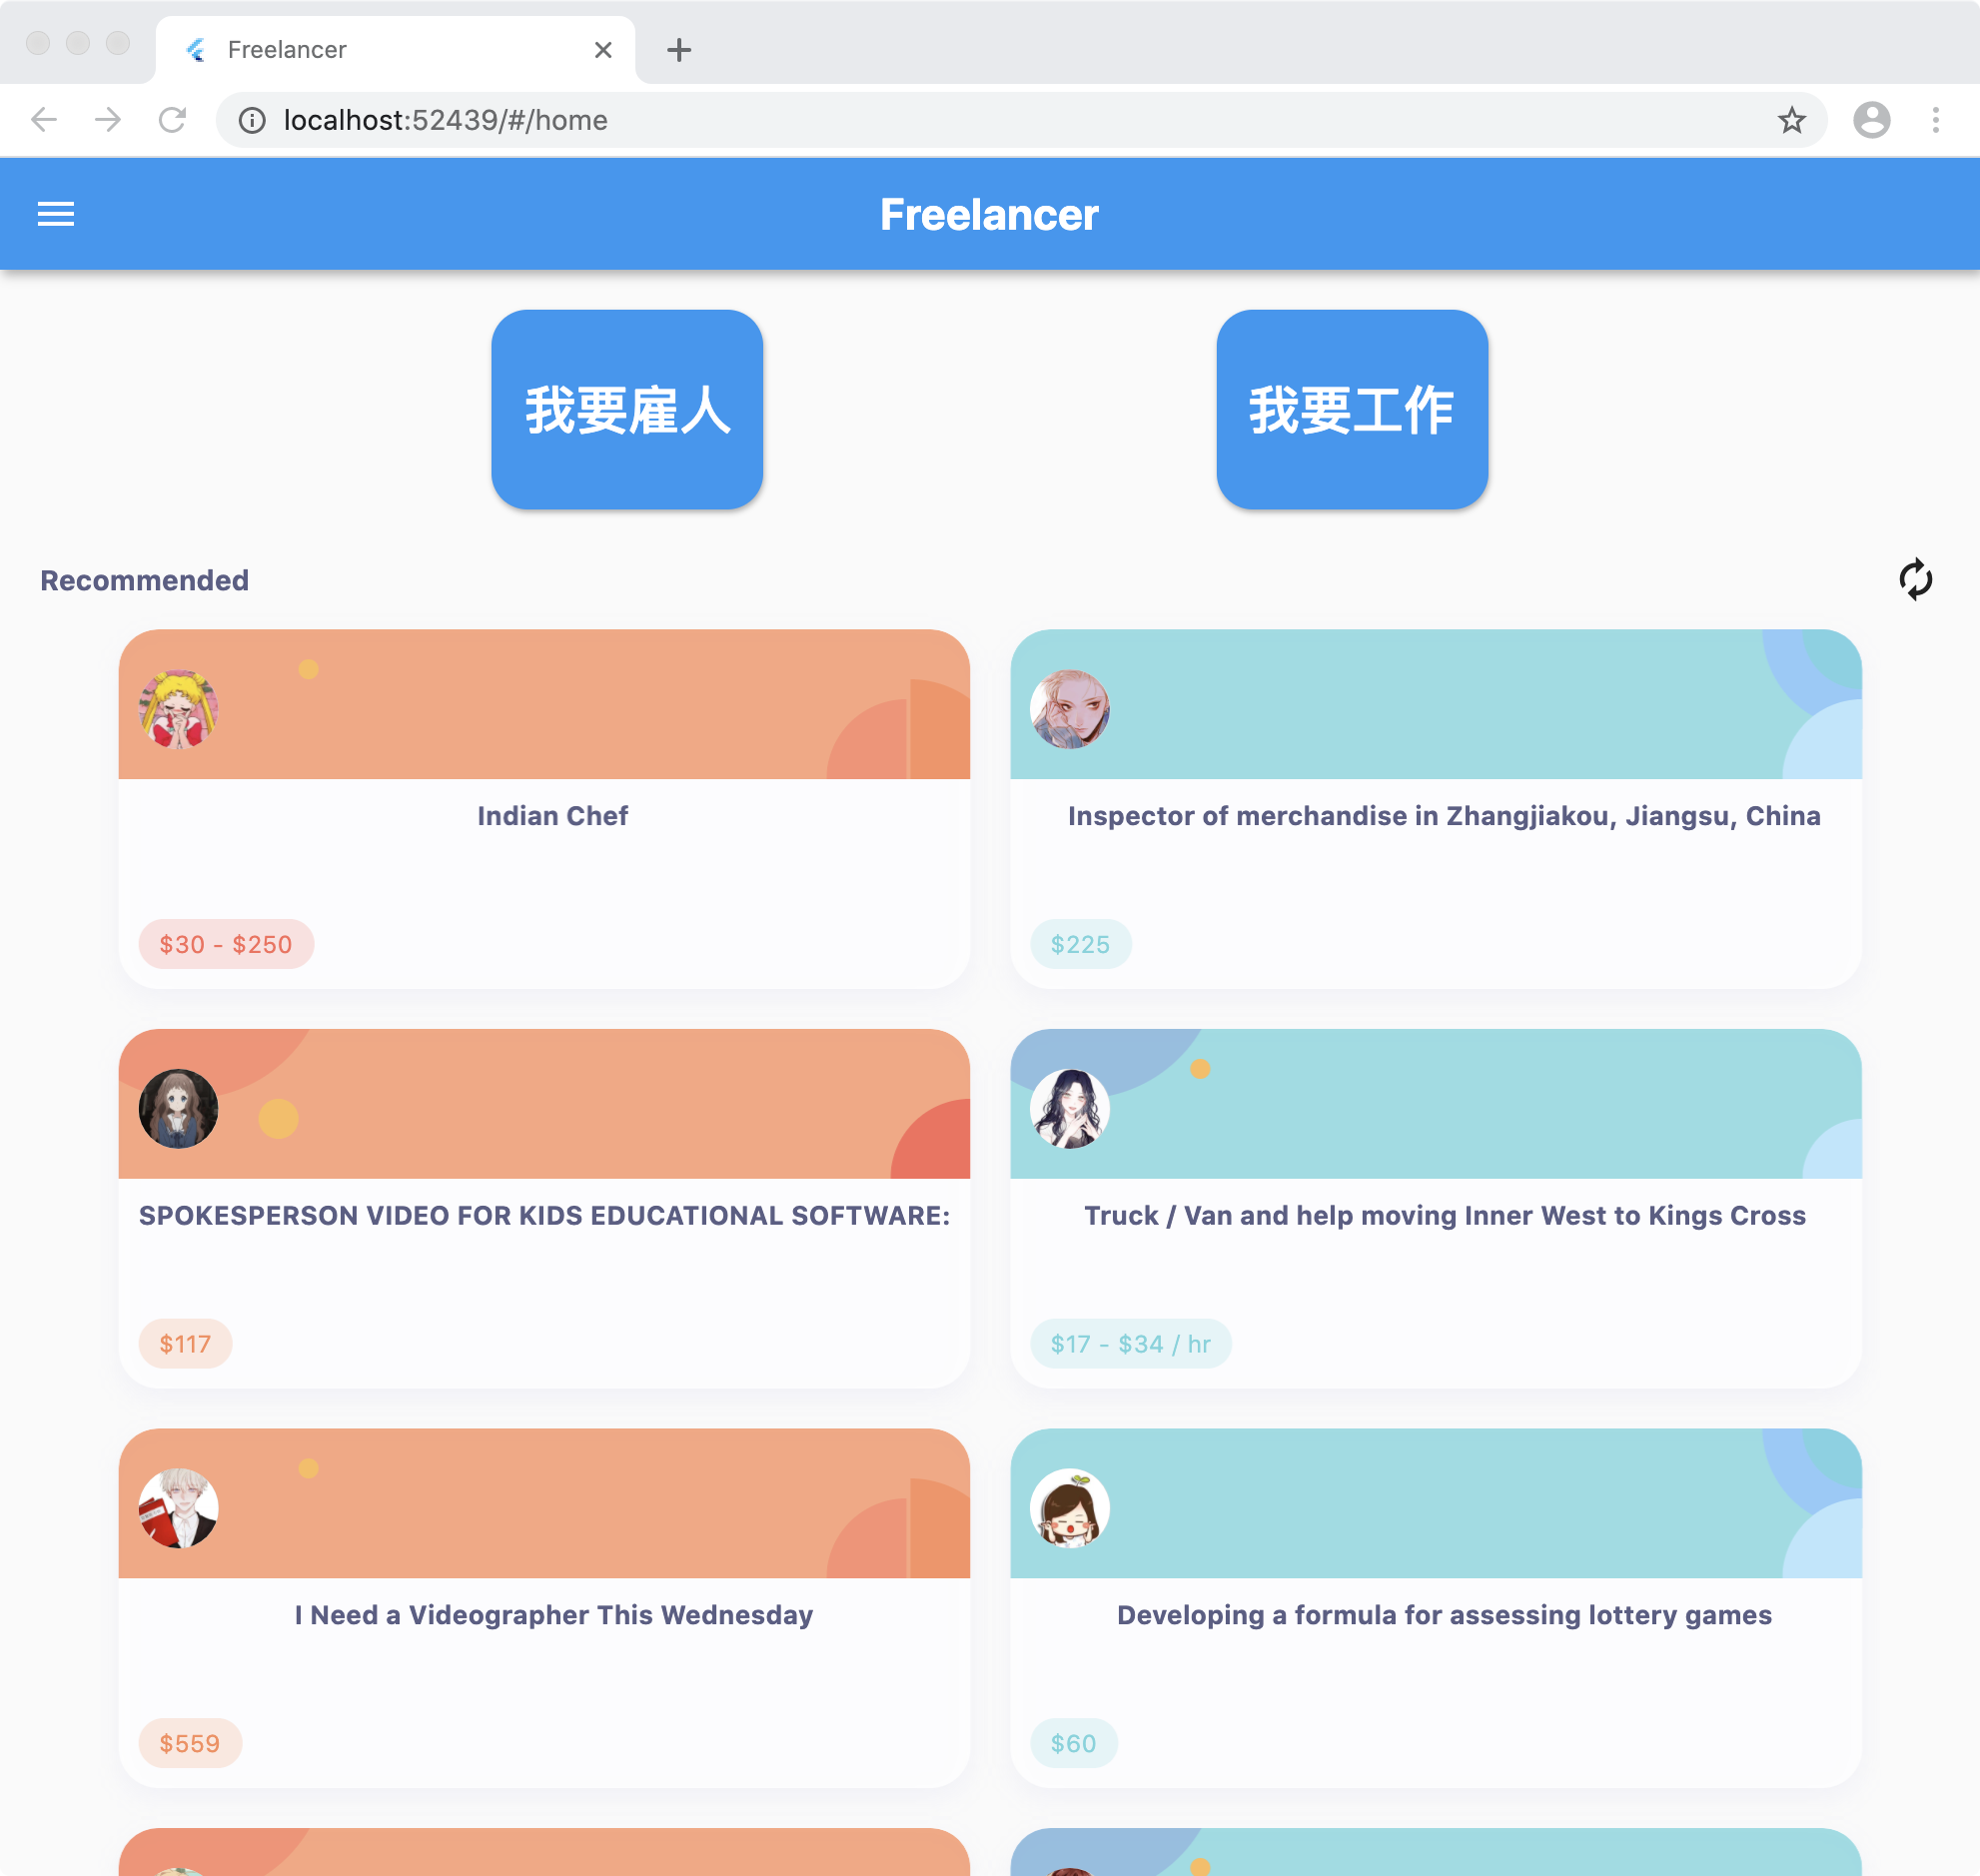 Freelancer
localhost:52439/#/home
Freelancer
我要雇人
我要工作
Recommended
Indian Chef
$30 - $250
Inspector of merchandise in Zhangjiakou, Jiangsu, China
$225
SPOKESPERSON VIDEO FOR KIDS EDUCATIONAL SOFTWARE:
$117
Truck / Van and help moving Inner West to Kings Cross
$17 - $34 / hr
I Need a Videographer This Wednesday
$559
Developing a formula for assessing lottery games
$60